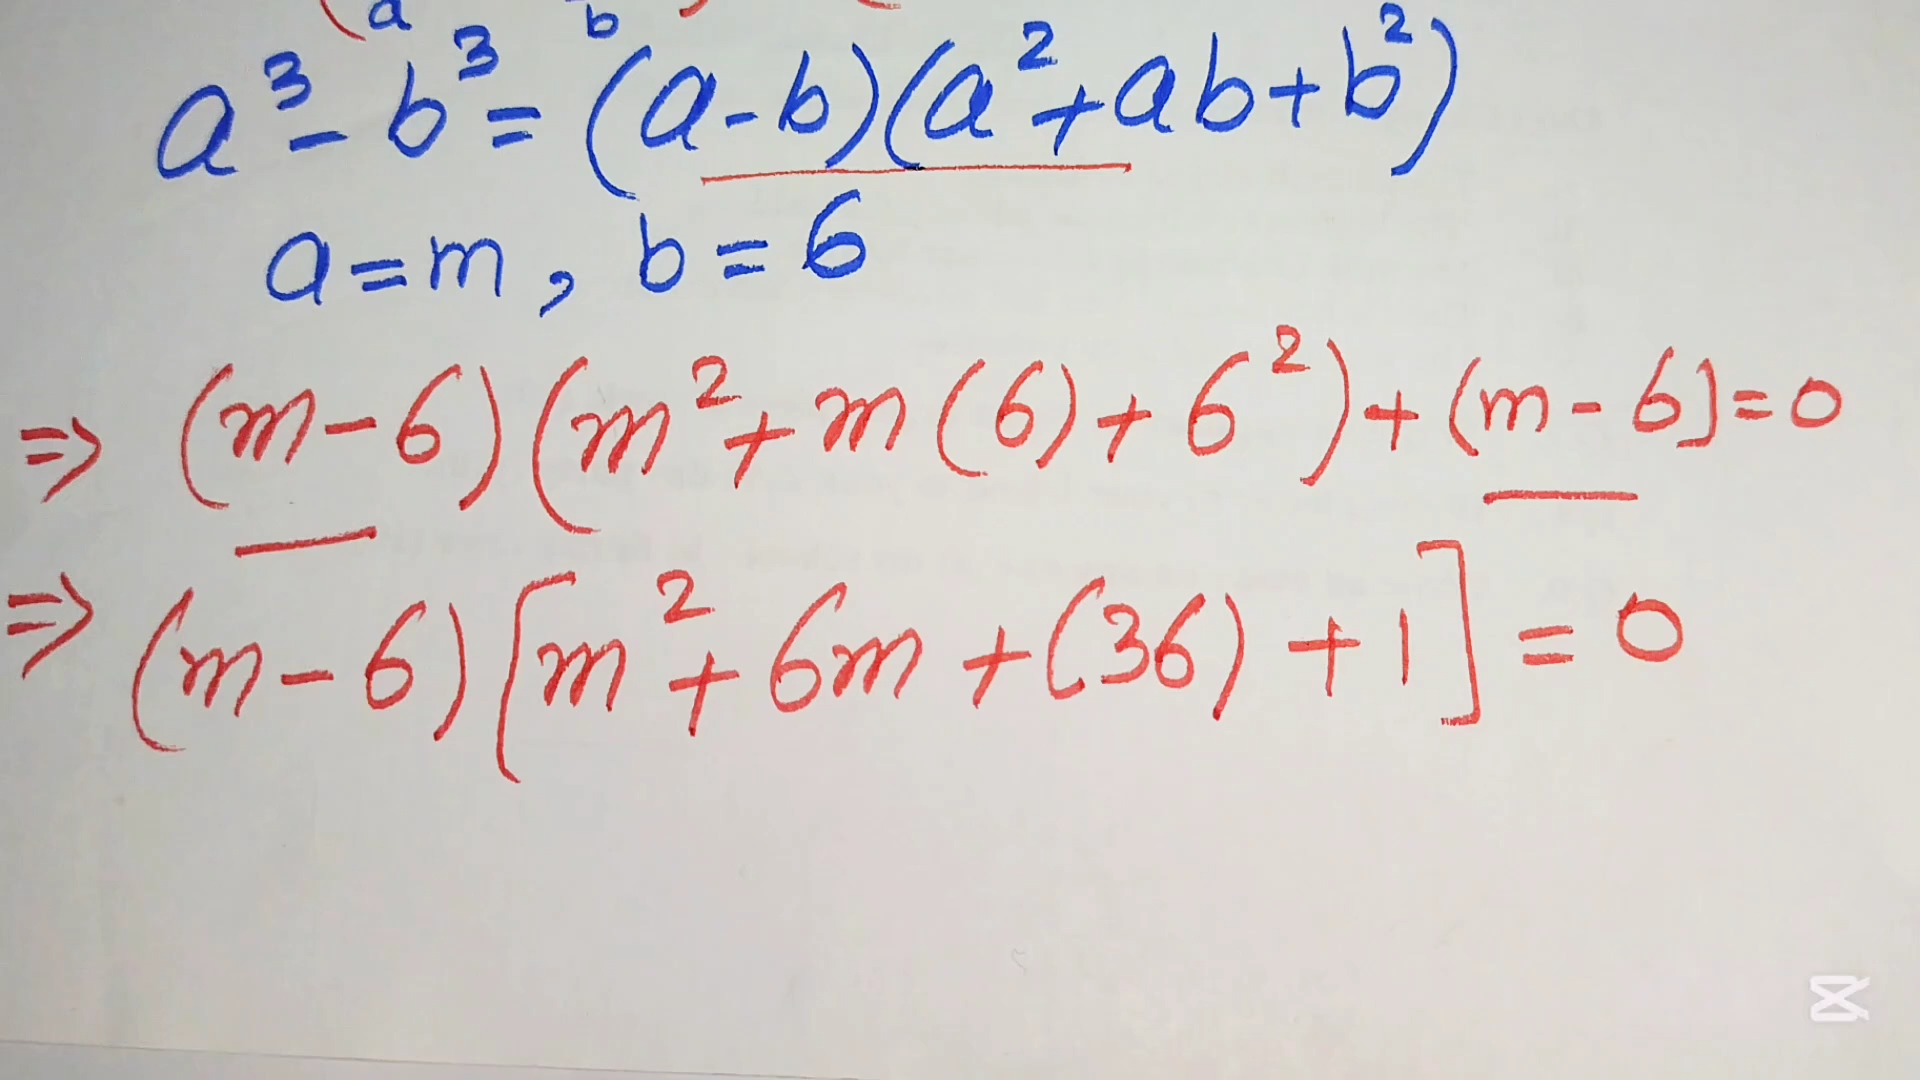 a b
a³ - b³ = (a-b)(a²+ab+b²)
a = m , b = 6
⇒ (m-6)(m²+m(6)+6²)+(m-6]=0
⇒ (m-6)[m²+6m+(36)+1]=0